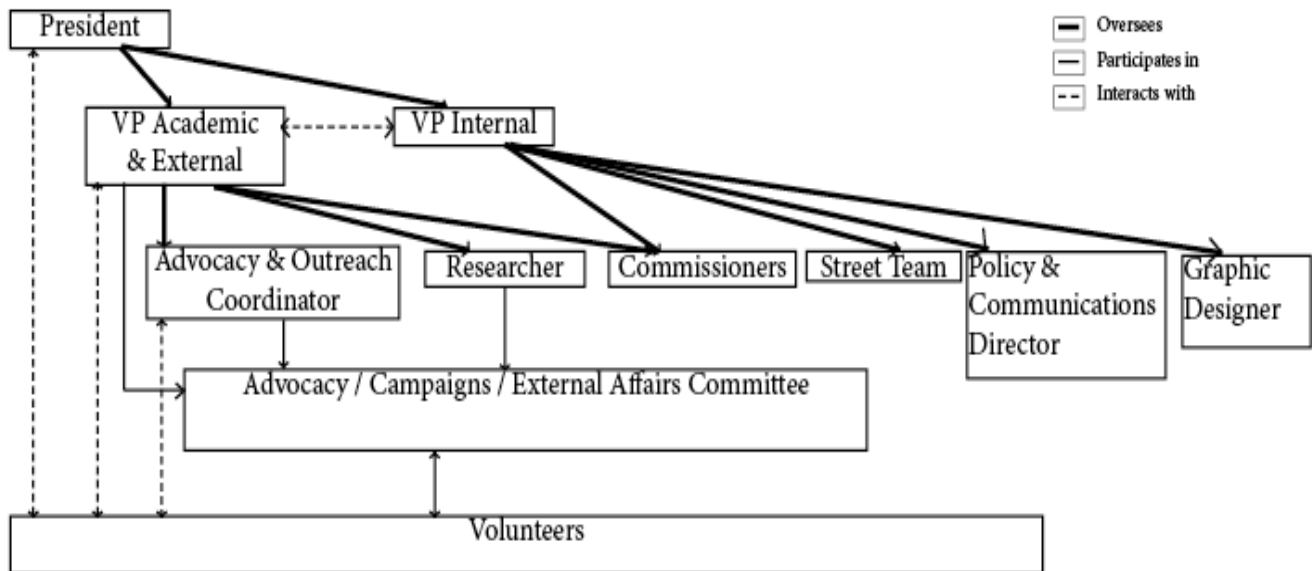 President
Oversees
Participates in
Interacts with
VP Academic
& External
VP Internal
Advocacy & Outreach
Coordinator
Researcher
Commissioners
Street Team
Policy &
Communications
Director
Graphic
Designer
Advocacy / Campaigns / External Affairs Committee
Volunteers